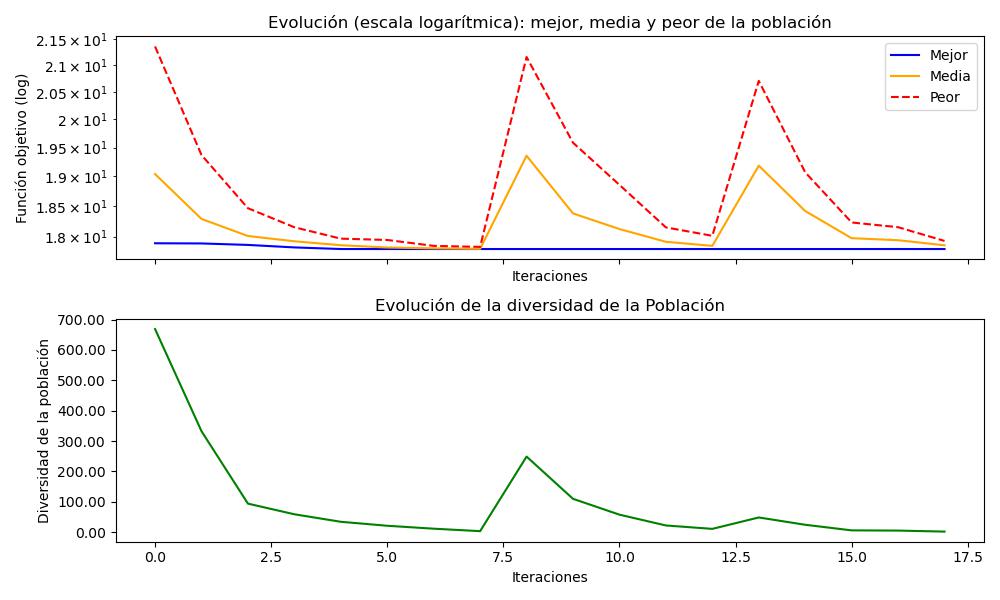 Evolución (escala logarítmica): mejor, media y peor de la población
Función objetivo (log)
2.15 × 10¹
2.1 × 10¹
2.05 × 10¹
2 × 10¹
1.95 × 10¹
1.9 × 10¹
1.85 × 10¹
1.8 × 10¹
Mejor
Media
Peor
Iteraciones
Evolución de la diversidad de la Población
Diversidad de la población
700.00
600.00
500.00
400.00
300.00
200.00
100.00
0.00
0.0 2.5 5.0 7.5 10.0 12.5 15.0 17.5
Iteraciones